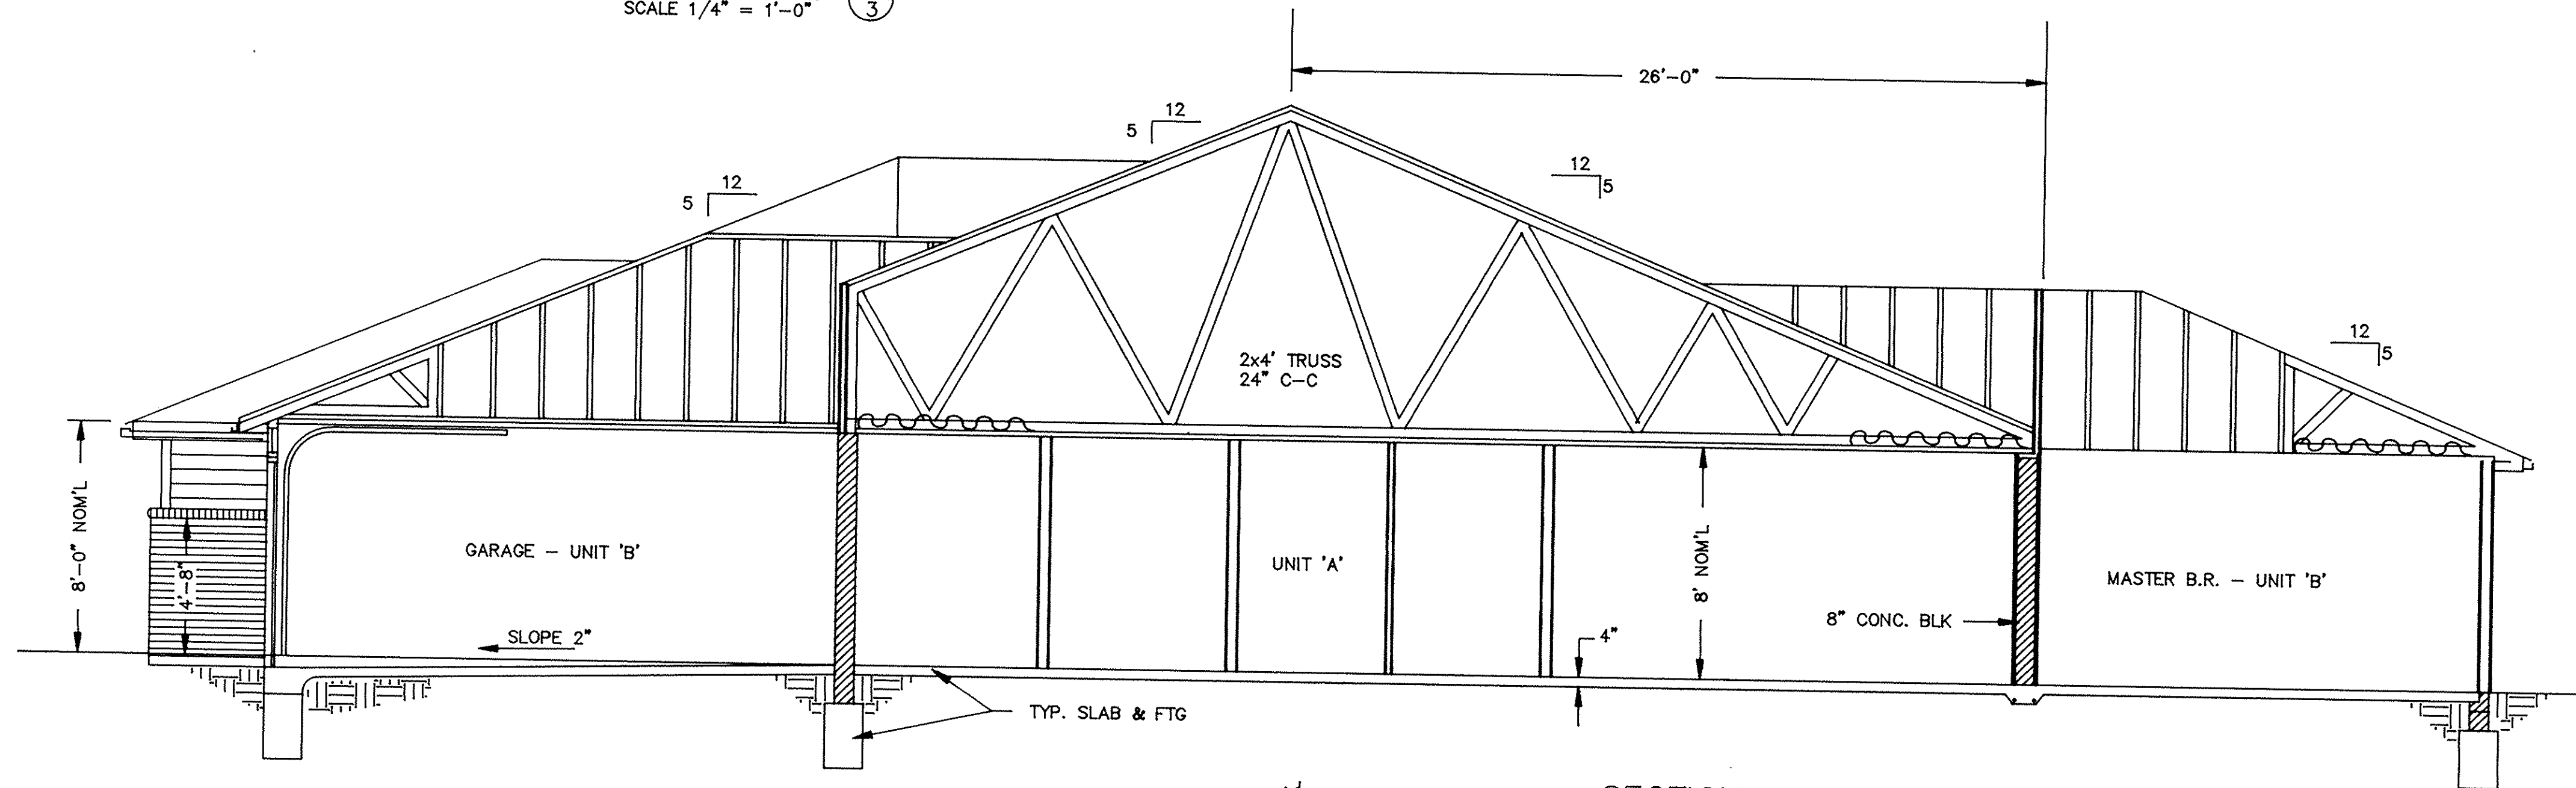 SCALE 1/4" = 1'-0"
3
26'-0"
12
5
12
5
12
5
12
5
2x4' TRUSS
24" C-C
8'-0" NOM'L
4'-8"
GARAGE - UNIT 'B'
SLOPE 2"
UNIT 'A'
8' NOM'L
4"
8" CONC. BLK
MASTER B.R. - UNIT 'B'
TYP. SLAB & FTG